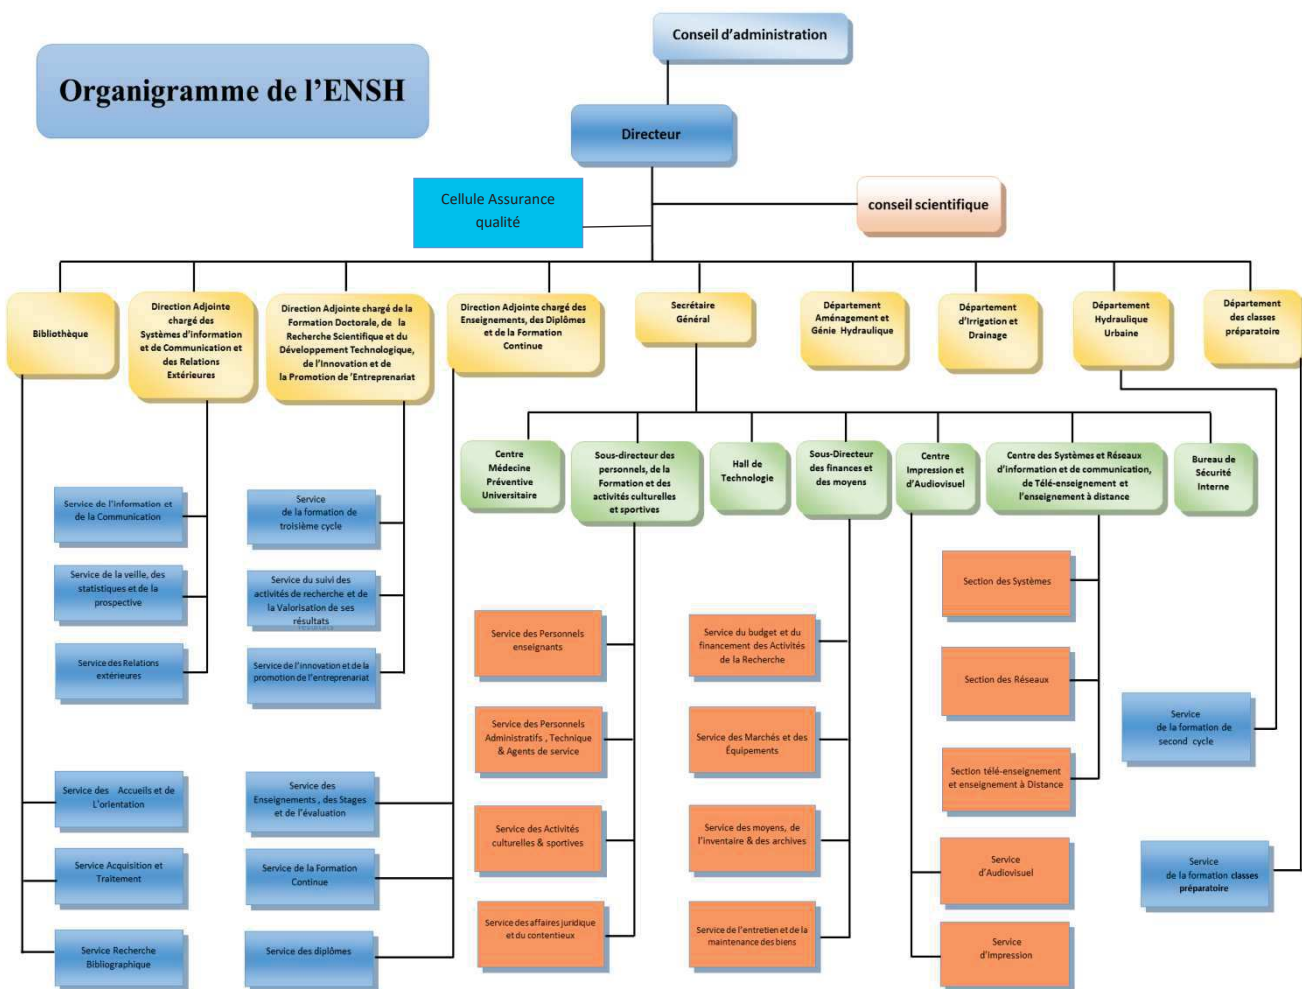 Conseil d'administration
Organigramme de l'ENSH
Directeur
Cellule Assurance
qualité
conseil scientifique
Bibliothèque
Direction Adjointe
chargé des
Systèmes d'information
et de Communication et
des Relations
Extérieures
Direction Adjointe chargé de la
Formation Doctorale, de la
Recherche Scientifique et du
Développement Technologique,
de l'Innovation et de
la Promotion de 'Entreprenariat
Direction Adjointe chargé des
Enseignements, des Diplômes
et de la Formation
Continue
Secrétaire
Général
Département
Aménagement et
Génie Hydraulique
Département
d'Irrigation et
Drainage
Département
Hydraulique
Urbaine
Département
des classes
préparatoire
Centre
Médecine
Préventive
Universitaire
Sous-directeur des
personnels, de la
Formation et des
activités culturelles
et sportives
Hall de
Technologie
Sous-Directeur
des finances et
des moyens
Centre
Impression et
d'Audiovisuel
Centre des Systèmes et Réseaux
d'information et de communication,
de Télé-enseignement et
l'enseignement à distance
Bureau de
Sécurité
Interne
Service de l'information et
de la Communication
Service
de la formation de
troisième cycle
Service de la veille, des
statistiques et de la
prospective
Service du suivi des
activités de recherche et de
la Valorisation de ses
résultats
Service des Relations
extérieures
Service de l'innovation et de la
promotion de l'entreprenariat
Service des Personnels
enseignants
Service du budget et du
financement des Activités
de la Recherche
Section des Systèmes
Section des Réseaux
Service des Personnels
Administratifs , Technique
& Agents de service
Service des Marchés et des
Équipements
Section télé-enseignement
et enseignement à Distance
Service
de la formation de
second cycle
Service des Accueils et de
L'orientation
Service des
Enseignements , des Stages
et de l'évaluation
Service des Activités
culturelles & sportives
Service des moyens, de
l'inventaire & des archives
Service
d'Audiovisuel
Service
de la formation classes
préparatoire
Service Acquisition et
Traitement
Service de la Formation
Continue
Service des affaires juridique
et du contentieux
Service de l'entretien et de la
maintenance des biens
Service
d'Impression
Service Recherche
Bibliographique
Service des diplômes